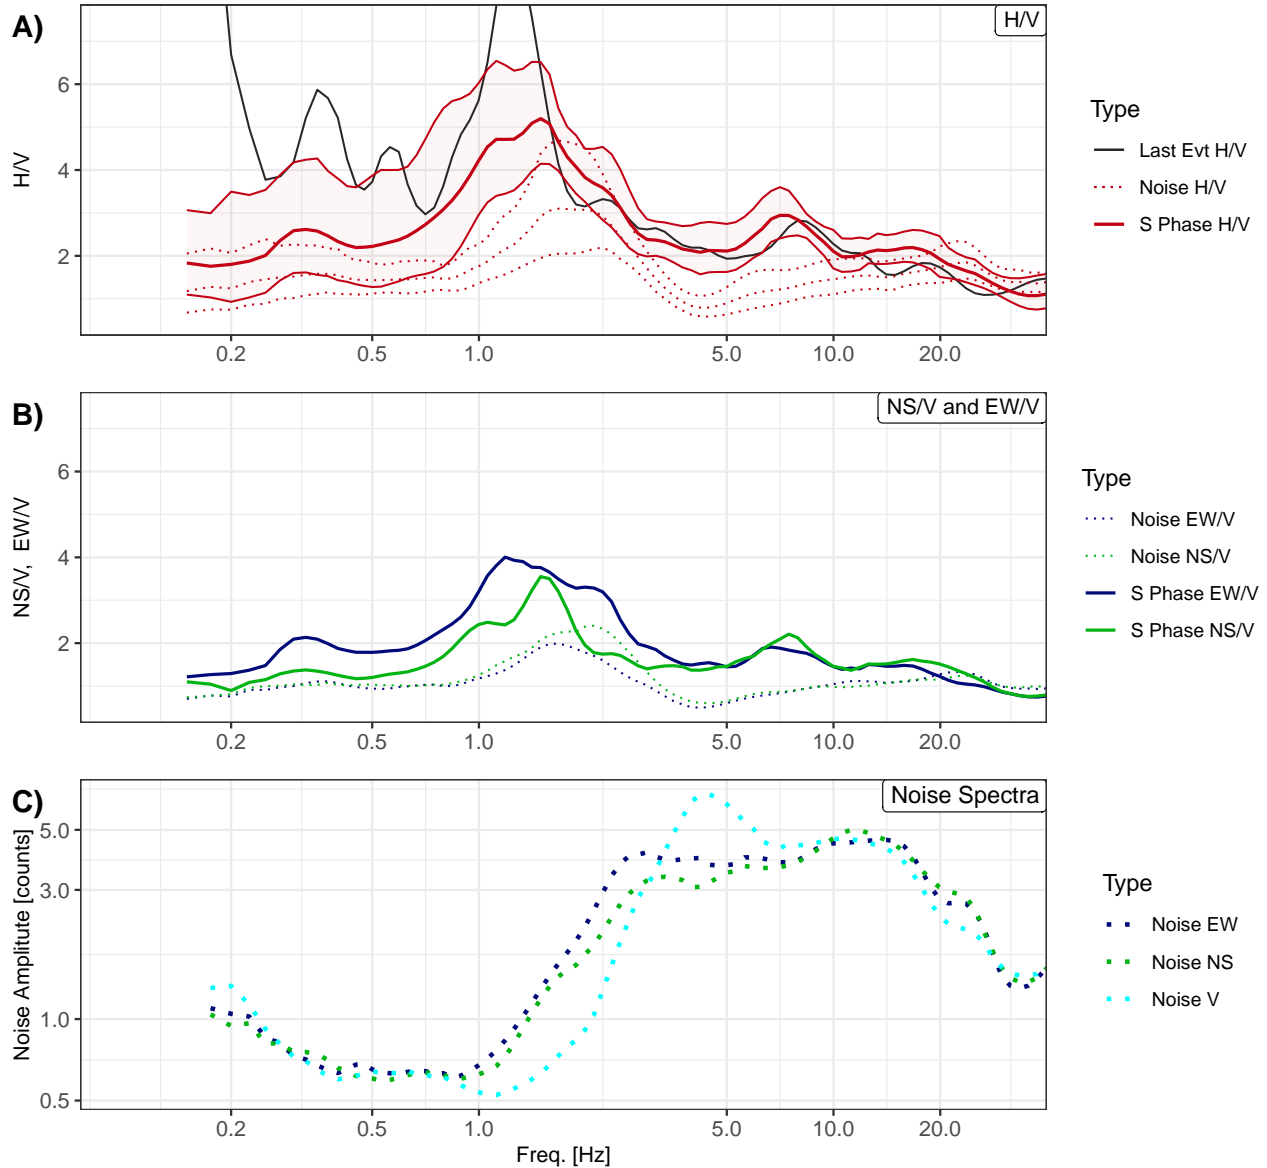 A)
H/V
H/V
6
4
2
0.2 0.5 1.0 5.0 10.0 20.0
Type
Last Evt H/V
Noise H/V
S Phase H/V
B)
NS/V and EW/V
NS/V, EW/V
6
4
2
0.2 0.5 1.0 5.0 10.0 20.0
Type
Noise EW/V
Noise NS/V
S Phase EW/V
S Phase NS/V
C)
Noise Spectra
Noise Amplitute [counts]
5.0
3.0
1.0
0.5
0.2 0.5 1.0 5.0 10.0 20.0
Freq. [Hz]
Type
Noise EW
Noise NS
Noise V